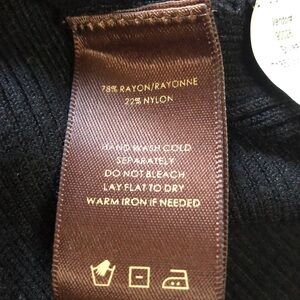 78% RAYON/RAYONNE
22% NYLON
HAND WASH COLD
SEPARATELY
DO NOT BLEACH
LAY FLAT TO DRY
WARM IRON IF NEEDED